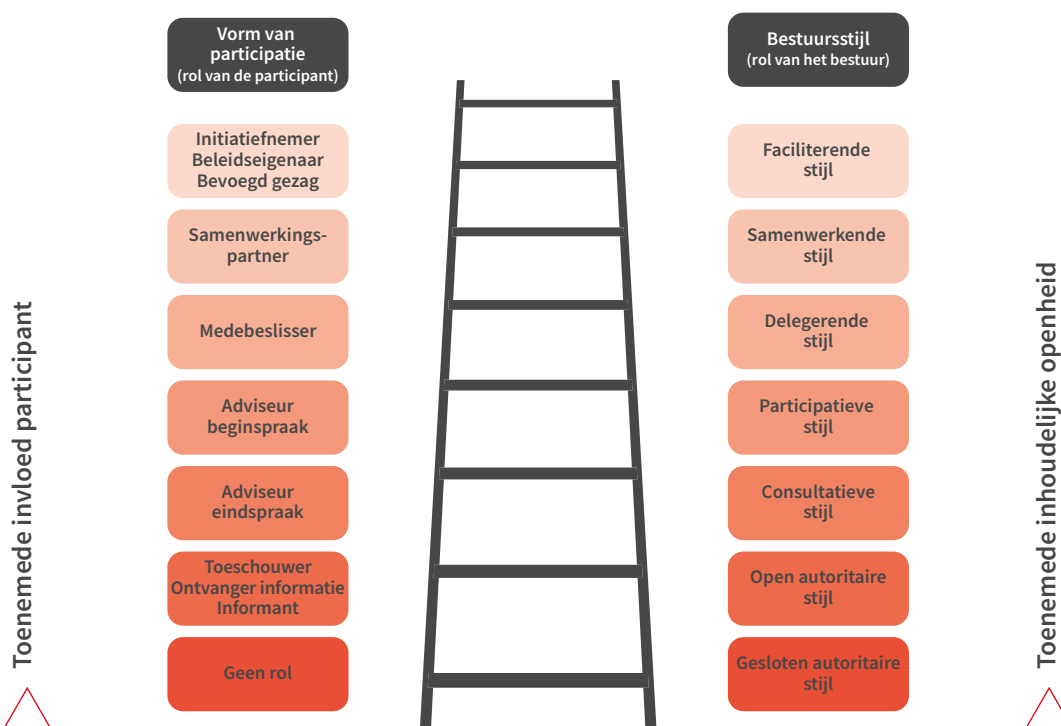 Vorm van
participatie
(rol van de participant)
Bestuursstijl
(rol van het bestuur)
Initiatiefnemer
Beleidseigenaar
Bevoegd gezag
Faciliterende
stijl
Samenwerkings-
partner
Samenwerkende
stijl
Medebeslisser
Delegerende
stijl
Adviseur
beginspraak
Participatieve
stijl
Adviseur
eindspraak
Consultatieve
stijl
Toeschouwer
Ontvanger informatie
Informant
Open autoritaire
stijl
Geen rol
Gesloten autoritaire
stijl
Toenemede invloed participant
Toenemede inhoudelijke openheid